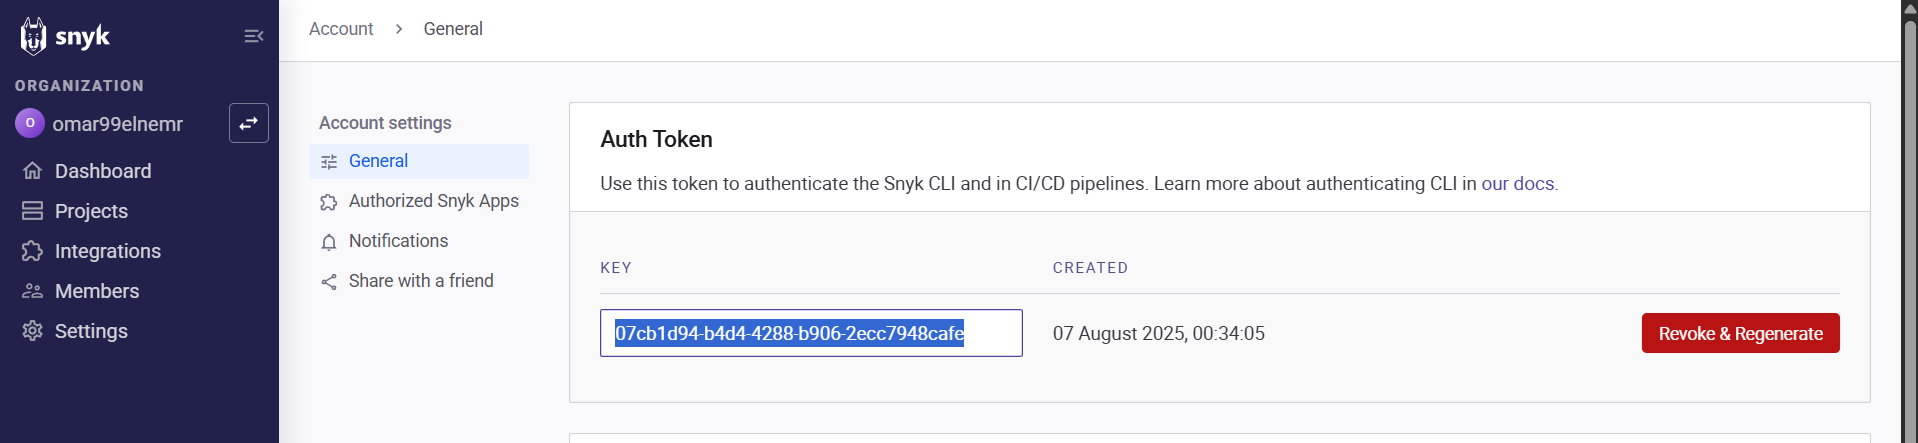 snyk
ORGANIZATION
O
omar99elnemr
Dashboard
Projects
Integrations
Members
Settings
Account > General
Account settings
General
Authorized Snyk Apps
Notifications
Share with a friend
Auth Token
Use this token to authenticate the Snyk CLI and in CI/CD pipelines. Learn more about authenticating CLI in our docs.
KEY CREATED
07cb1d94-b4d4-4288-b906-2ecc7948cafe 07 August 2025, 00:34:05 Revoke & Regenerate